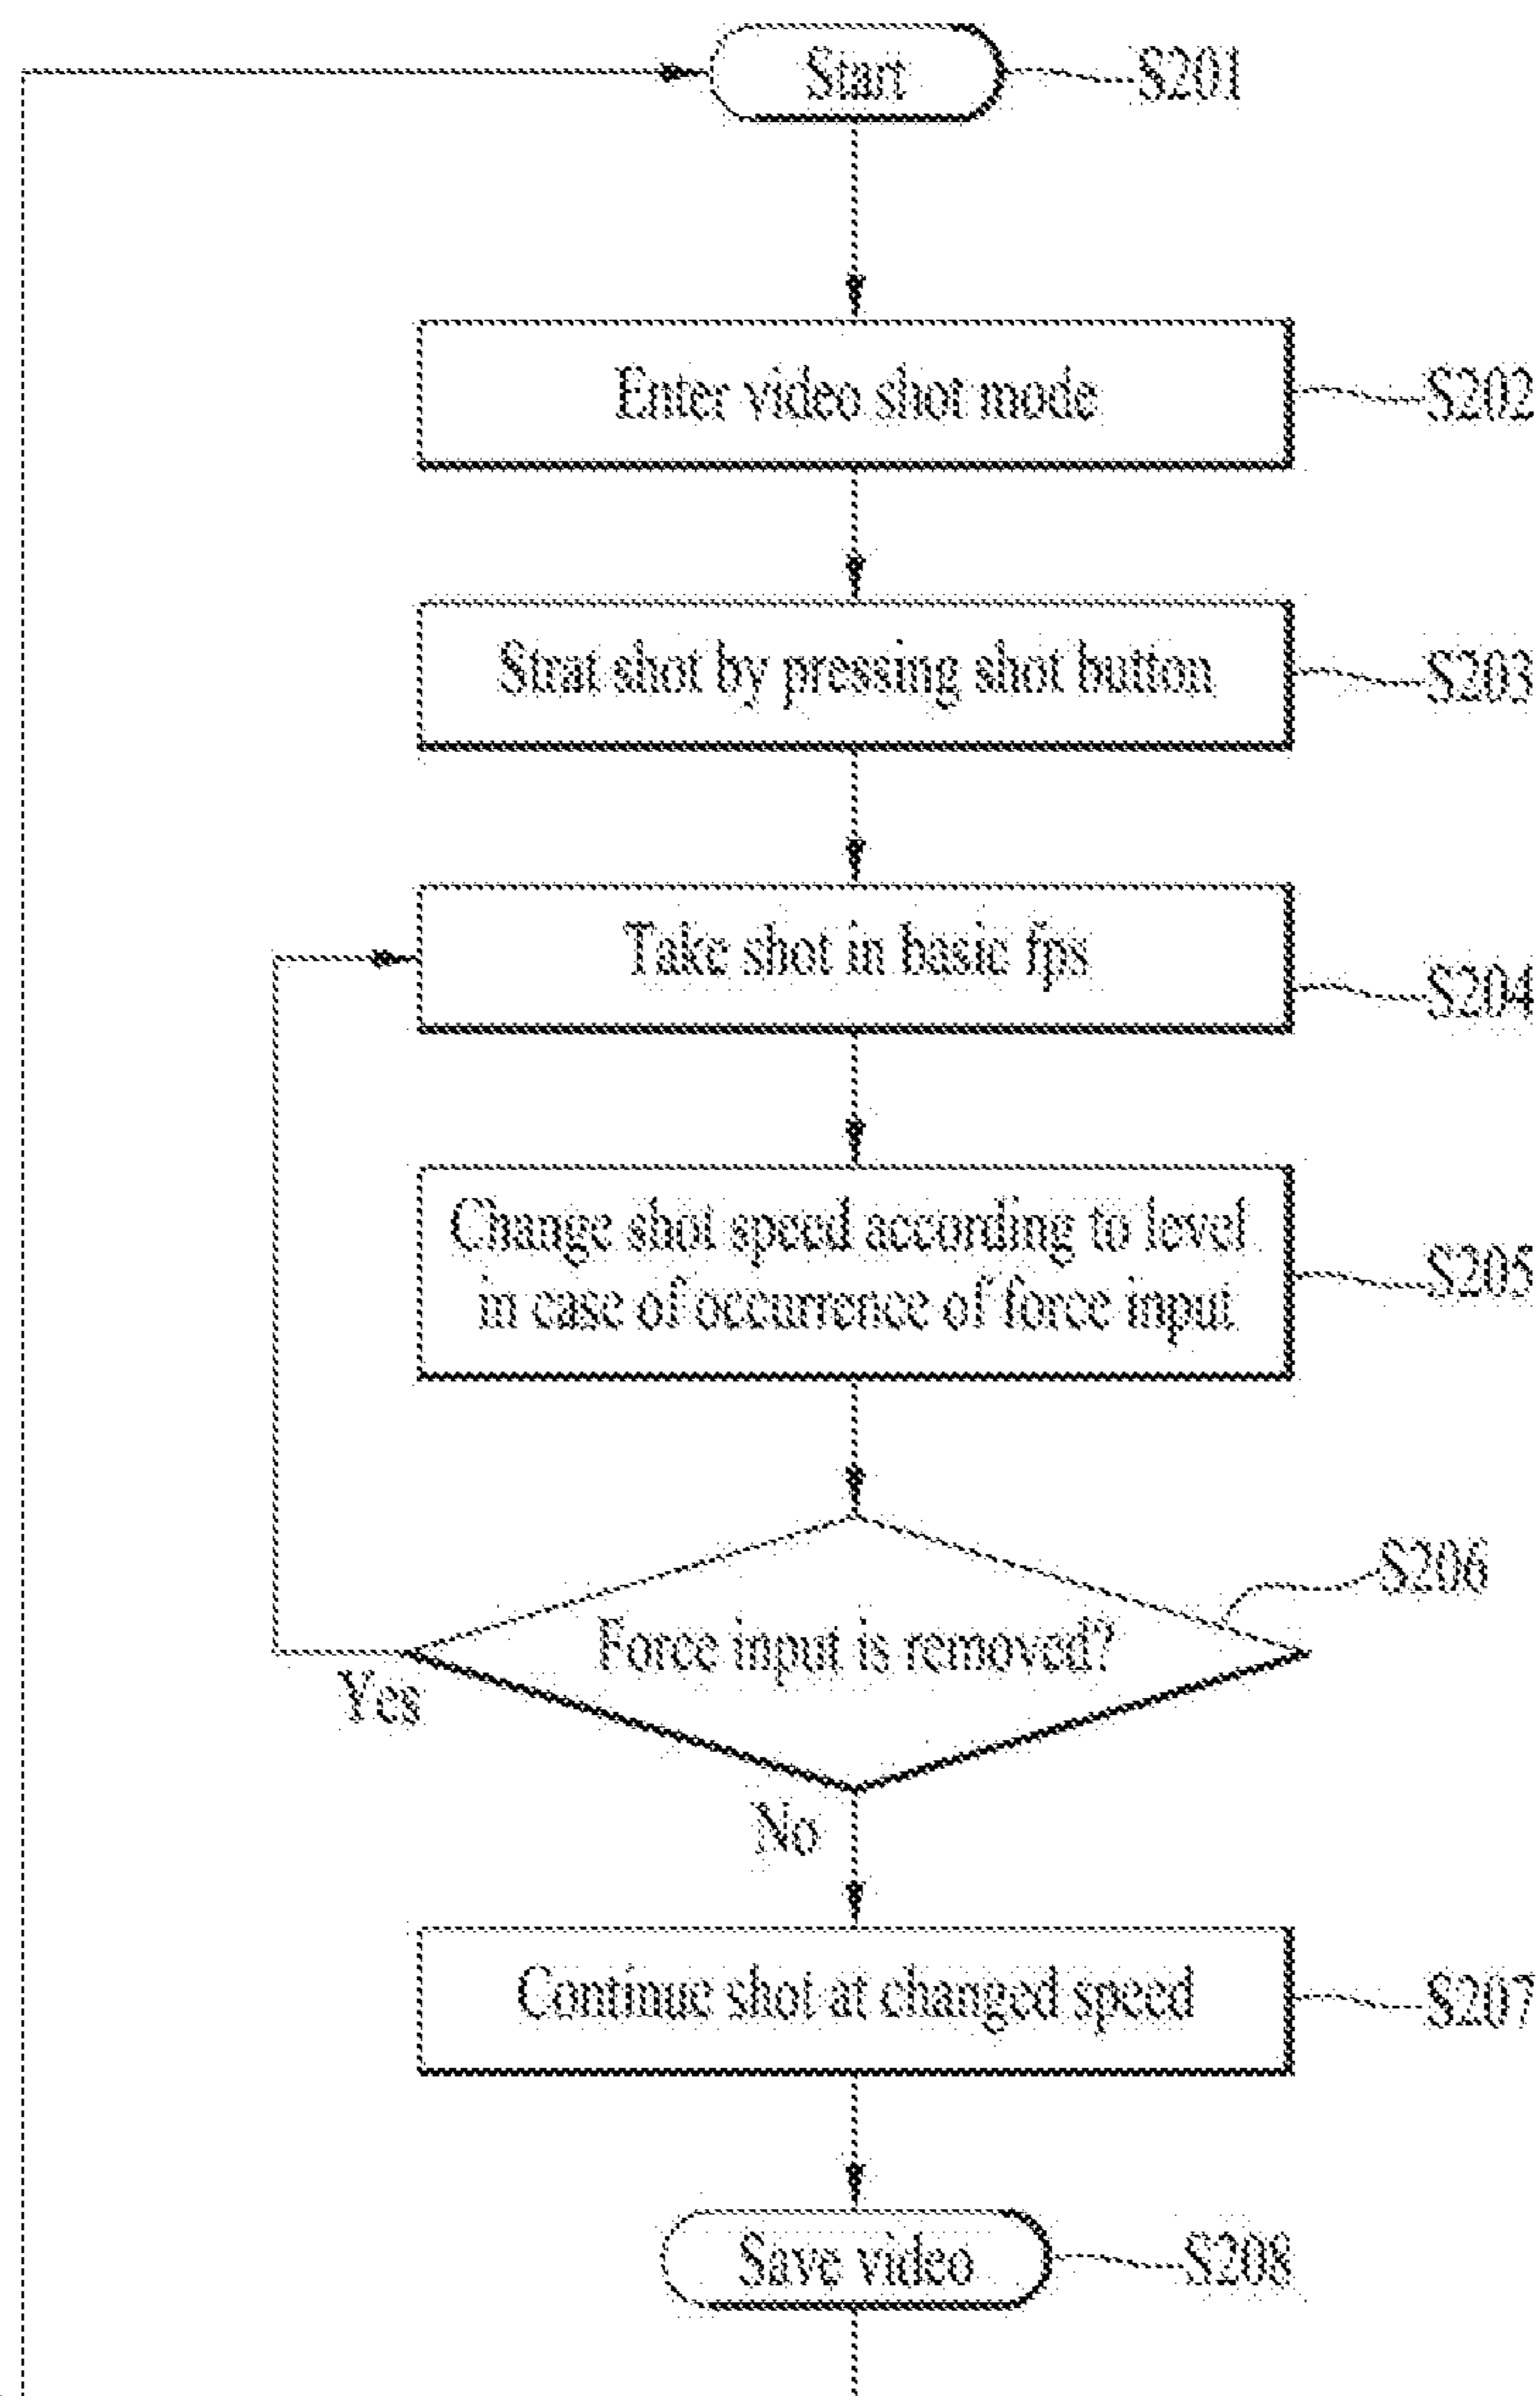 Start
S201
Enter video shot mode
S202
Strat shot by pressing shot button
S203
Take shot in basic fps
S204
Change shot speed according to level
in case of occurrence of force input
S205
Force input is removed?
S206
Yes
No
Continue shot at changed speed
S207
Save video
S208